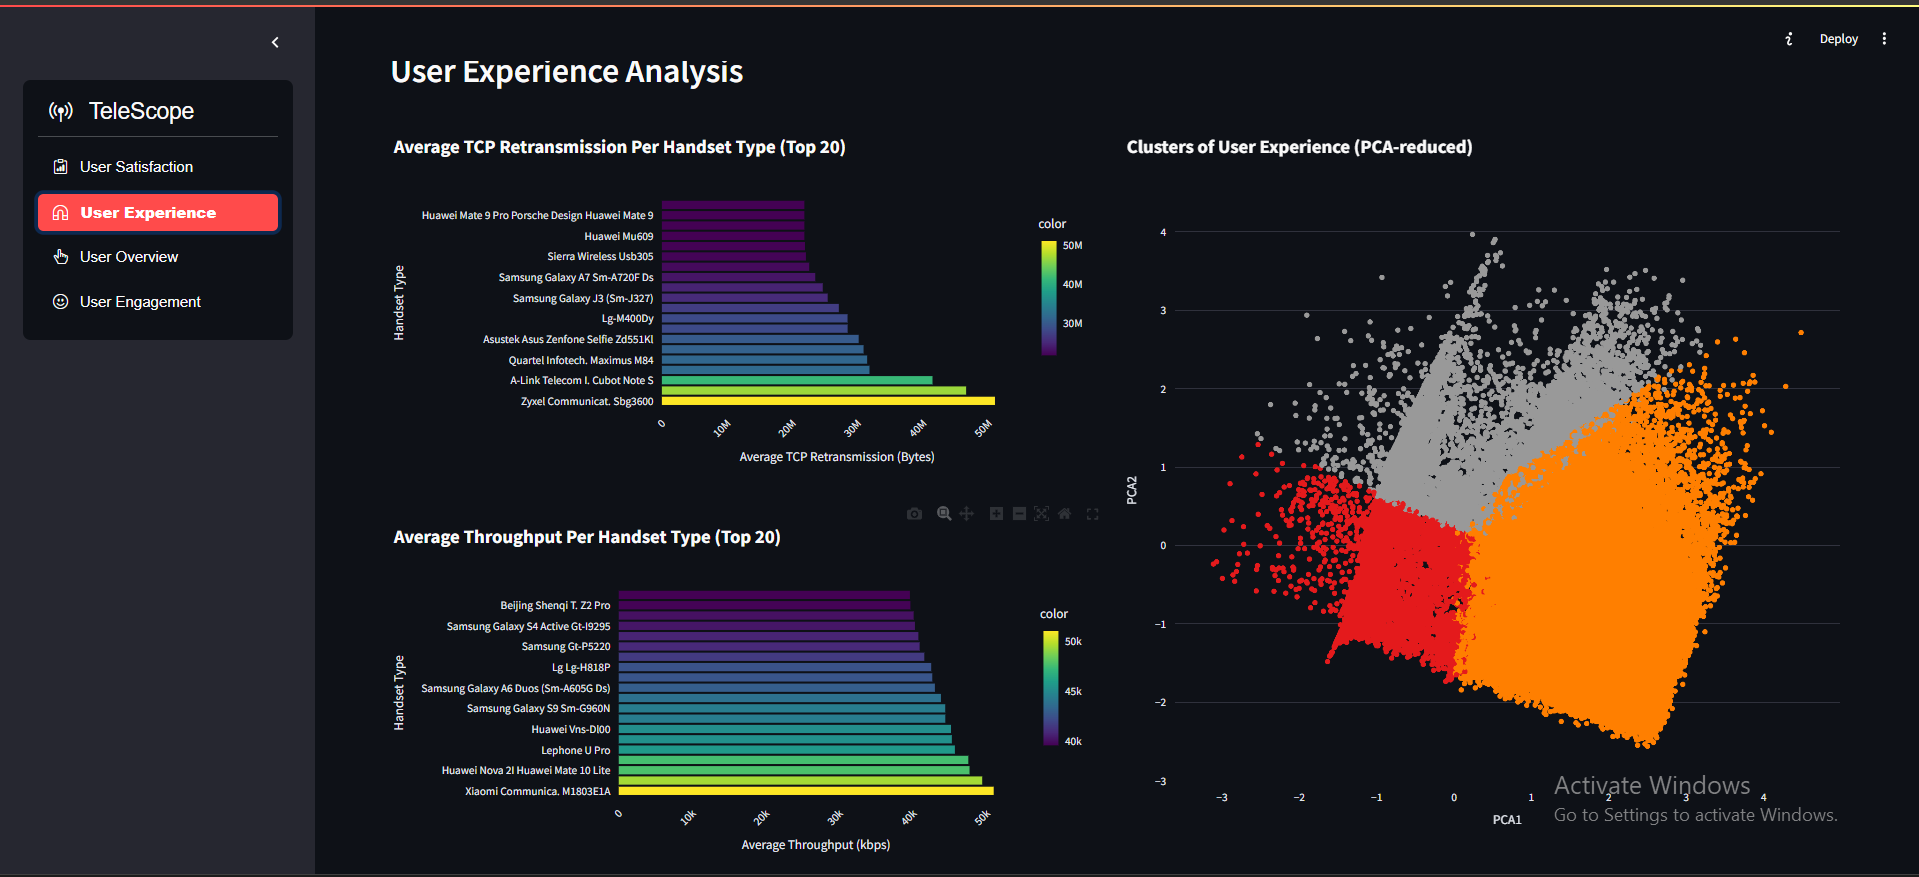 Deploy
TeleScope
User Satisfaction
User Experience
User Overview
User Engagement
User Experience Analysis
Average TCP Retransmission Per Handset Type (Top 20)
Handset Type
Huawei Mate 9 Pro Porsche Design Huawei Mate 9
Huawei Mu609
Sierra Wireless Usb305
Samsung Galaxy A7 Sm-A720F Ds
Samsung Galaxy J3 (Sm-J327)
Lg-M400Dy
Asustek Asus Zenfone Selfie Zd551Kl
Quartel Infotech. Maximus M84
A-Link Telecom I. Cubot Note S
Zyxel Communicat. Sbg3600
0 10M 20M 30M 40M 50M
Average TCP Retransmission (Bytes)
color
50M
40M
30M
Average Throughput Per Handset Type (Top 20)
Handset Type
Beijing Shenqi T. Z2 Pro
Samsung Galaxy S4 Active Gt-I9295
Samsung Gt-P5220
Lg Lg-H818P
Samsung Galaxy A6 Duos (Sm-A605G Ds)
Samsung Galaxy S9 Sm-G960N
Huawei Vns-Dl00
Lephone U Pro
Huawei Nova 2I Huawei Mate 10 Lite
Xiaomi Communica. M1803E1A
0 10k 20k 30k 40k 50k
Average Throughput (kbps)
color
50k
45k
40k
Clusters of User Experience (PCA-reduced)
PCA2
4
3
2
1
0
−1
−2
−3
−3 −2 −1 0 1 2 3 4
PCA1
Activate Windows
Go to Settings to activate Windows.